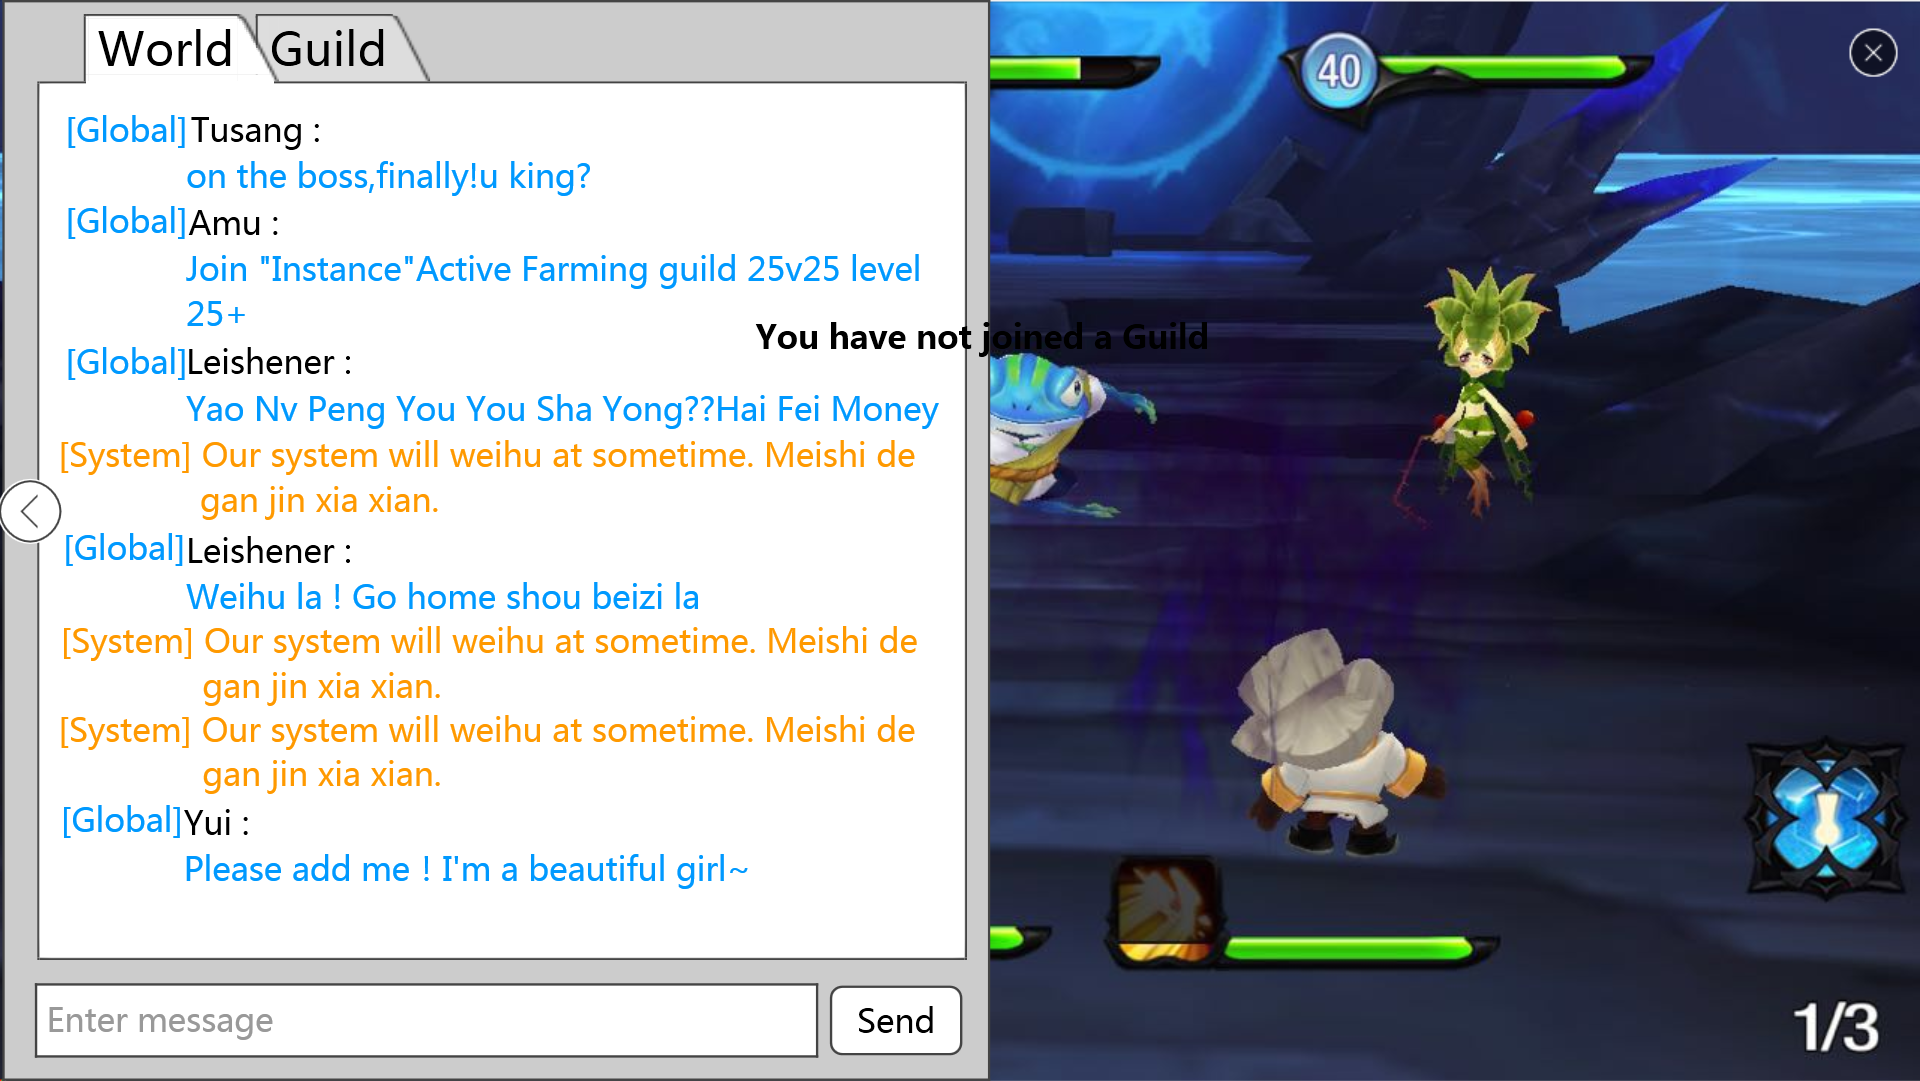 World
Guild
[Global]Tusang :
on the boss,finally!u king?
[Global]Amu :
Join "Instance"Active Farming guild 25v25 level
25+
You have not joined a Guild
[Global]Leishener :
Yao Nv Peng You You Sha Yong??Hai Fei Money
[System] Our system will weihu at sometime. Meishi de
gan jin xia xian.
[Global]Leishener :
Weihu la ! Go home shou beizi la
[System] Our system will weihu at sometime. Meishi de
gan jin xia xian.
[System] Our system will weihu at sometime. Meishi de
gan jin xia xian.
[Global]Yui :
Please add me ! I'm a beautiful girl~
Enter message
Send
40
1/3